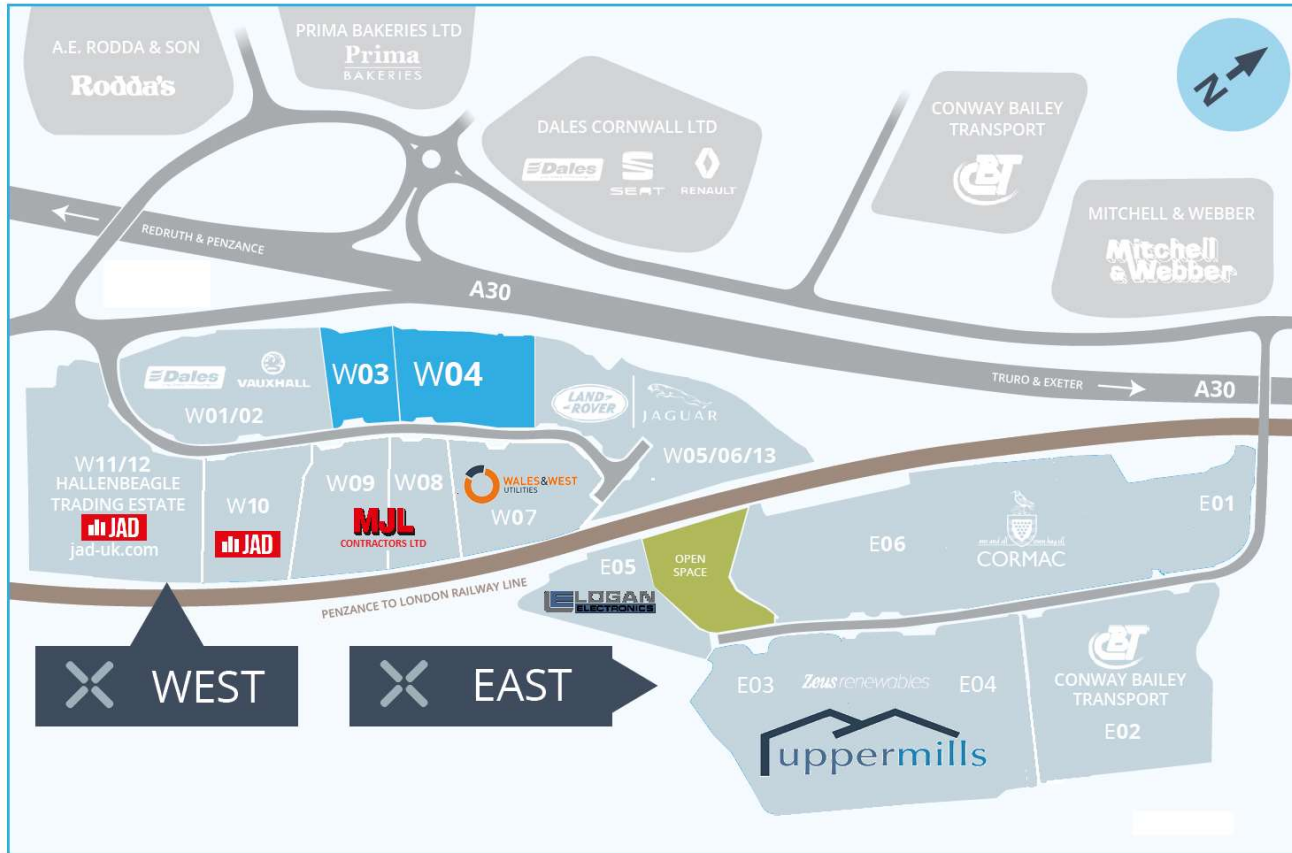 A.E. RODDA & SON
Rodda's
PRIMA BAKERIES LTD
Prima
BAKERIES
DALES CORNWALL LTD
Dales
SEAT
RENAULT
CONWAY BAILEY
TRANSPORT
CBT
MITCHELL & WEBBER
Mitchell
& Webber
N
REDRUTH & PENZANCE
A30
TRURO & EXETER
A30
Dales
VAUXHALL
W01/02
W03
W04
LAND-
-ROVER
JAGUAR
W05/06/13
W11/12
HALLENBEAGLE
TRADING ESTATE
JAD
jad-uk.com
W10
JAD
W09
W08
MJL
CONTRACTORS LTD
WALES&WEST
UTILITIES
W07
PENZANCE TO LONDON RAILWAY LINE
E05
LOGAN
ELECTRONICS
OPEN
SPACE
E06
CORMAC
E01
WEST
EAST
E03
Zeus renewables
E04
uppermills
CBT
CONWAY BAILEY
TRANSPORT
E02